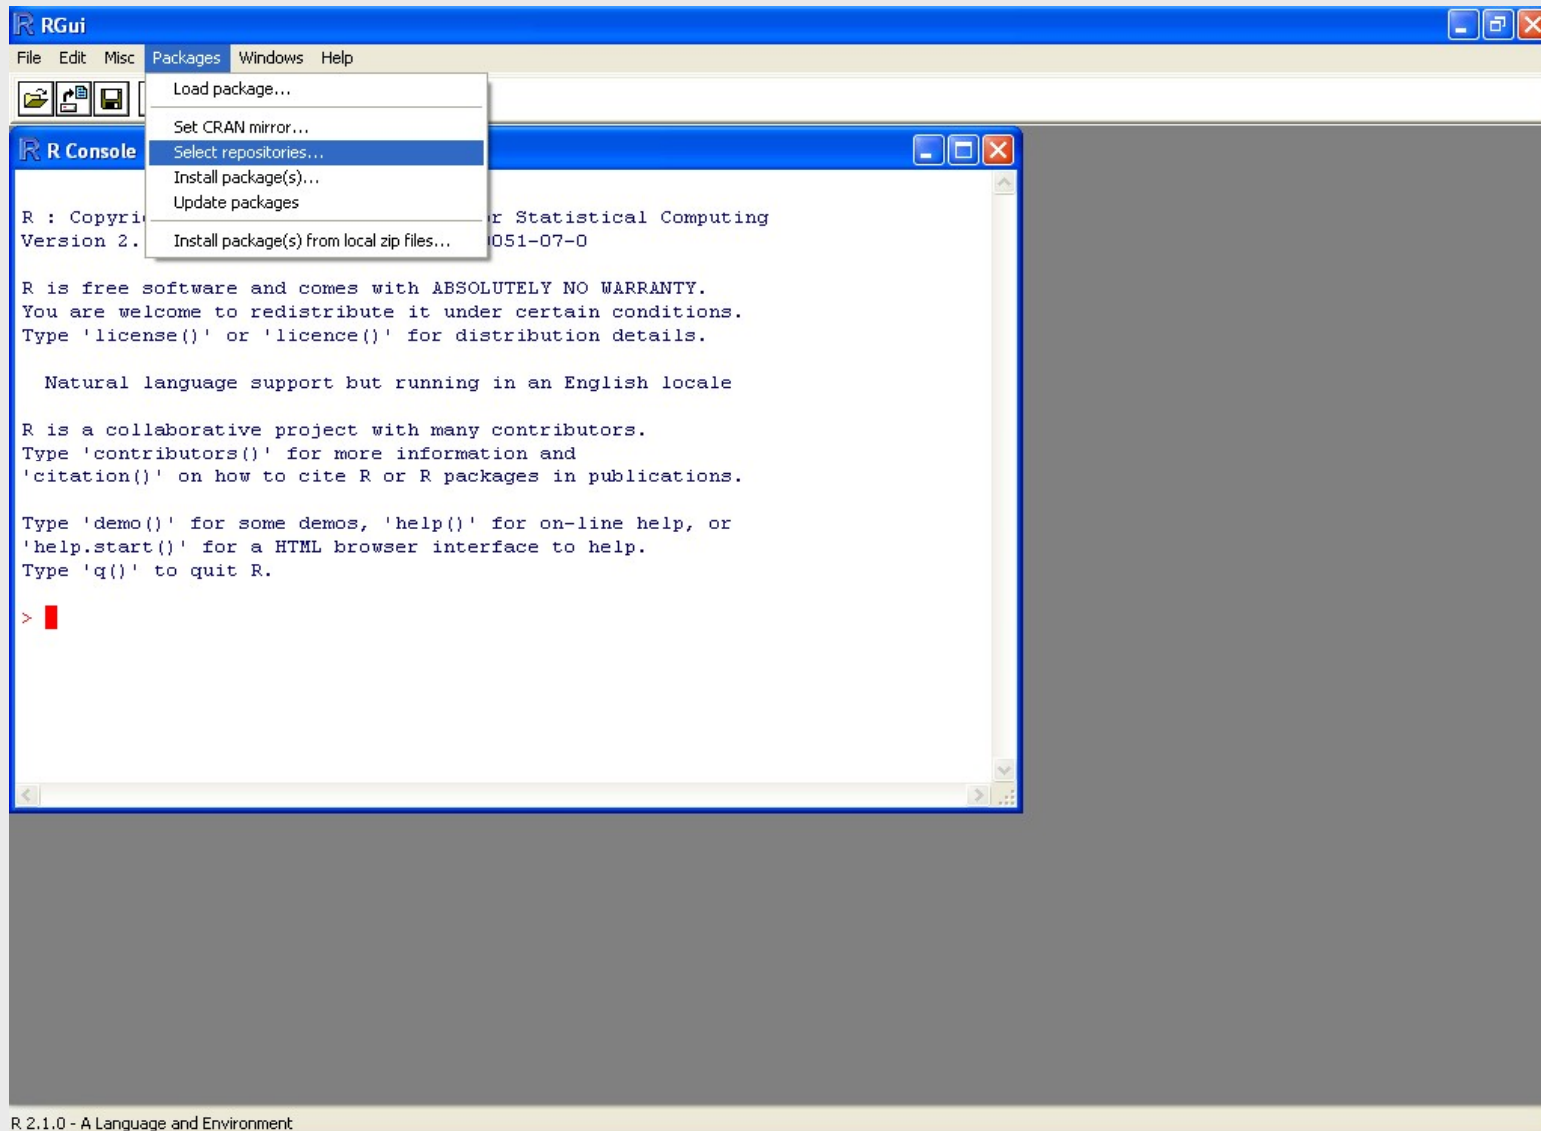 RGui
File Edit Misc Packages Windows Help
Load package...
Set CRAN mirror...
Select repositories...
Install package(s)...
Update packages
Install package(s) from local zip files...
R Console
R : Copyri r Statistical Computing
Version 2. 051-07-0
R is free software and comes with ABSOLUTELY NO WARRANTY.
You are welcome to redistribute it under certain conditions.
Type 'license()' or 'licence()' for distribution details.
Natural language support but running in an English locale
R is a collaborative project with many contributors.
Type 'contributors()' for more information and
'citation()' on how to cite R or R packages in publications.
Type 'demo()' for some demos, 'help()' for on-line help, or
'help.start()' for a HTML browser interface to help.
Type 'q()' to quit R.
>
R 2.1.0 - A Language and Environment